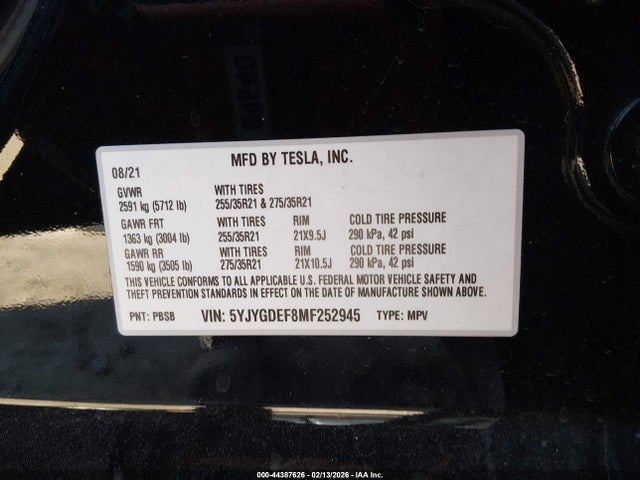 MFD BY TESLA, INC.
08/21
GVWR WITH TIRES
2591 kg (5712 lb) 255/35R21 & 275/35R21
GAWR FRT WITH TIRES RIM COLD TIRE PRESSURE
1363 kg (3004 lb) 255/35R21 21X9.5J 290 kPa, 42 psi
GAWR RR WITH TIRES RIM COLD TIRE PRESSURE
1590 kg (3505 lb) 275/35R21 21X10.5J 290 kPa, 42 psi
THIS VEHICLE CONFORMS TO ALL APPLICABLE U.S. FEDERAL MOTOR VEHICLE SAFETY AND
THEFT PREVENTION STANDARDS IN EFFECT ON THE DATE OF MANUFACTURE SHOWN ABOVE.
PNT: PBSB VIN: 5YJYGDEF8MF252945 TYPE: MPV
000-44387626 - 02/13/2026 - IAA Inc.